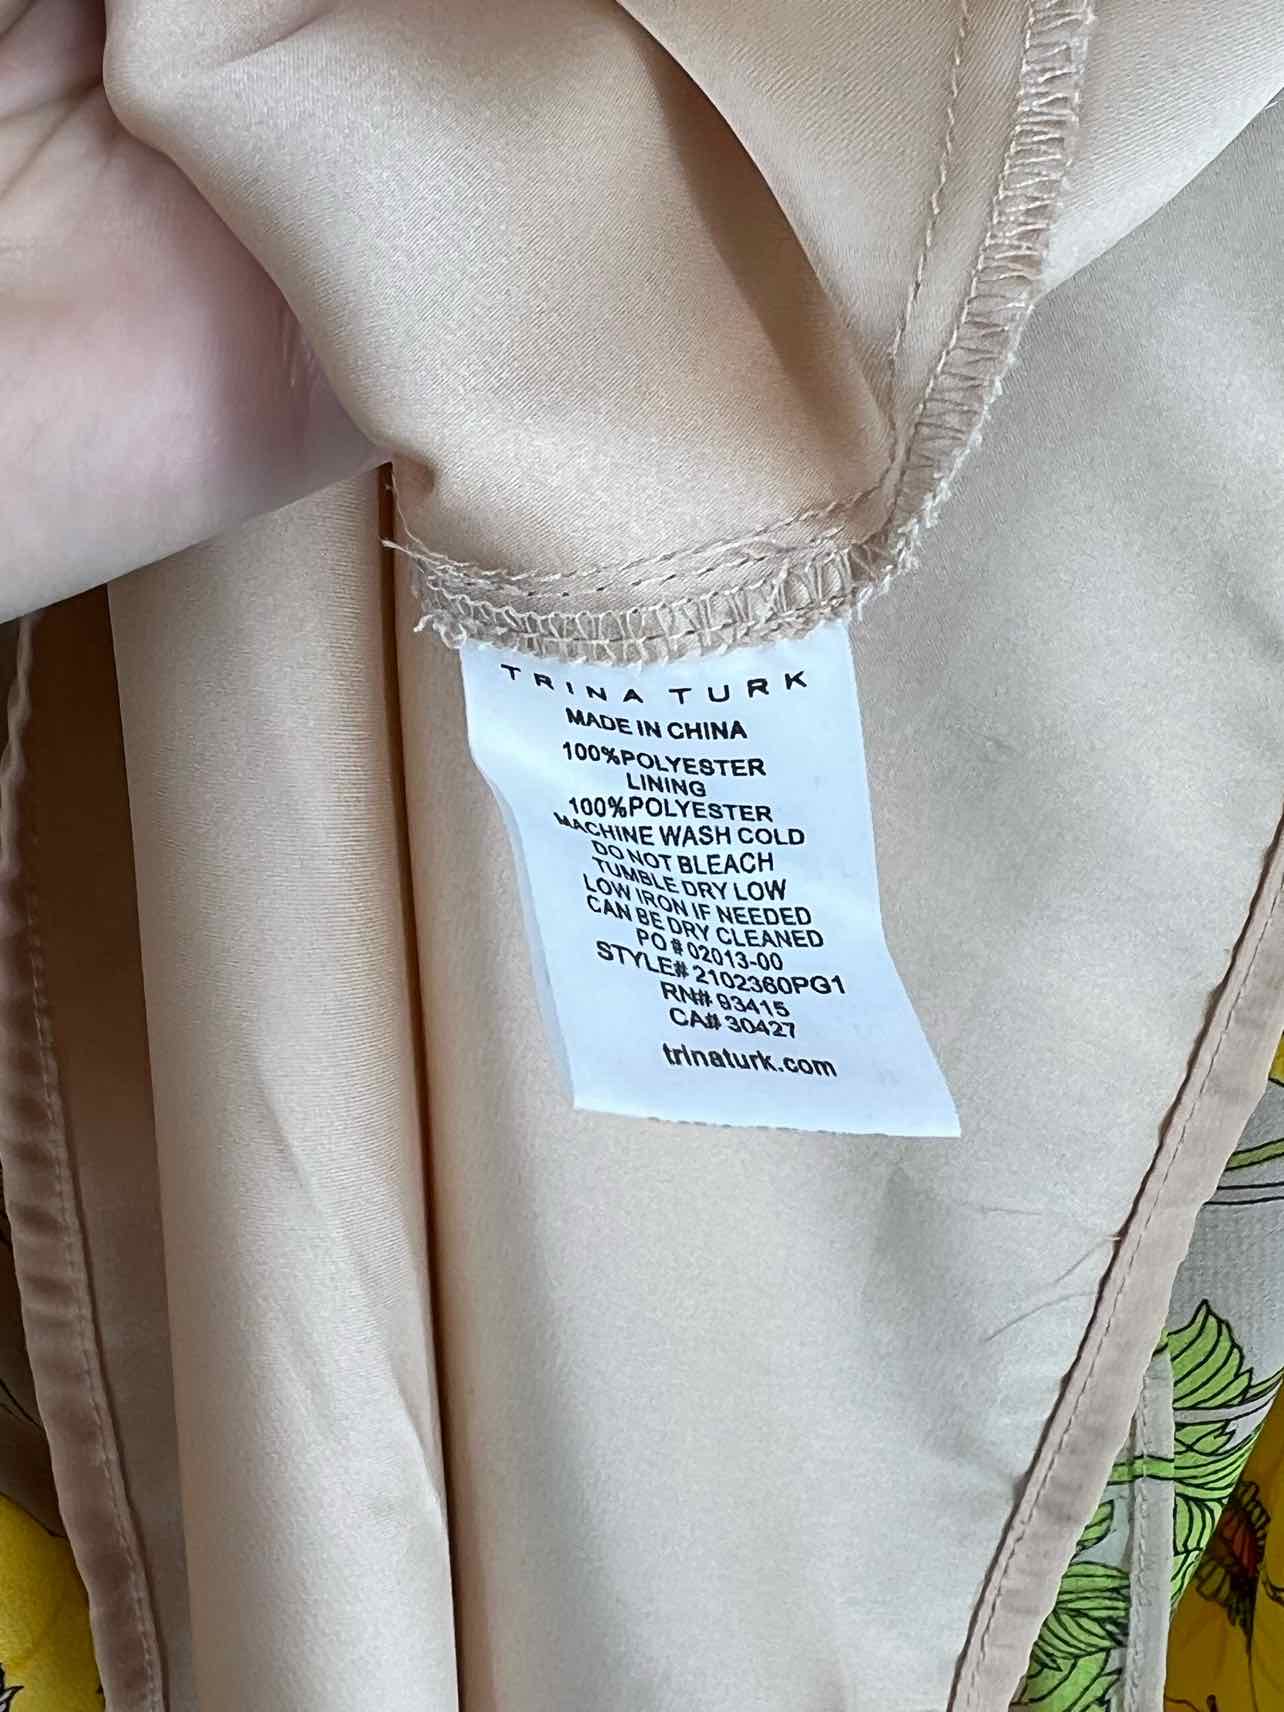 TRINA TURK
MADE IN CHINA
100%POLYESTER
LINING
100%POLYESTER
MACHINE WASH COLD
DO NOT BLEACH
TUMBLE DRY LOW
LOW IRON IF NEEDED
CAN BE DRY CLEANED
PO # 02013-00
STYLE# 2102360PG1
RN# 93415
CA# 30427
trinaturk.com